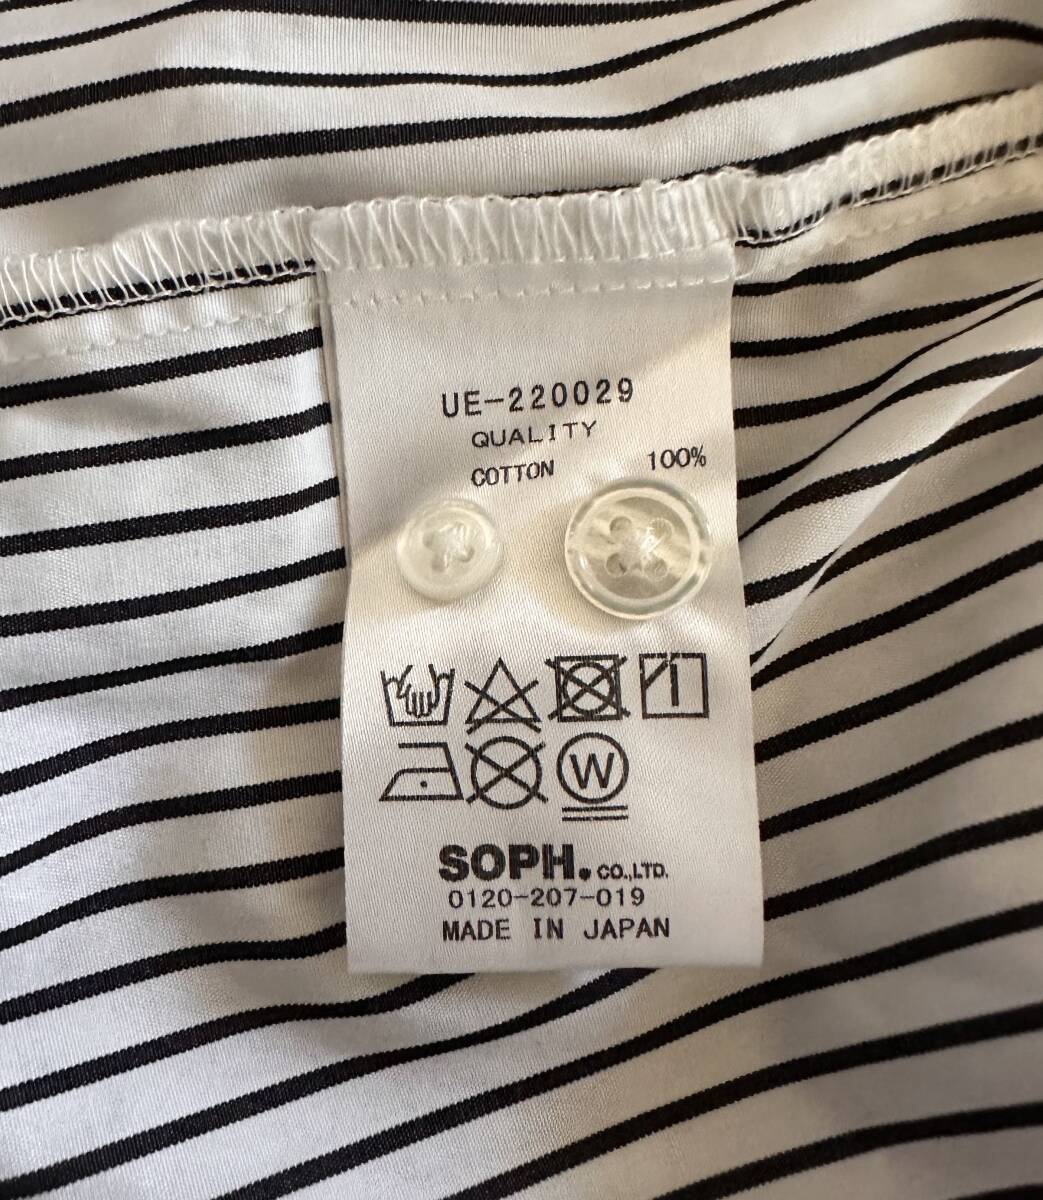 UE-220029
QUALITY
COTTON 100%
W
SOPH. CO.,LTD.
0120-207-019
MADE IN JAPAN